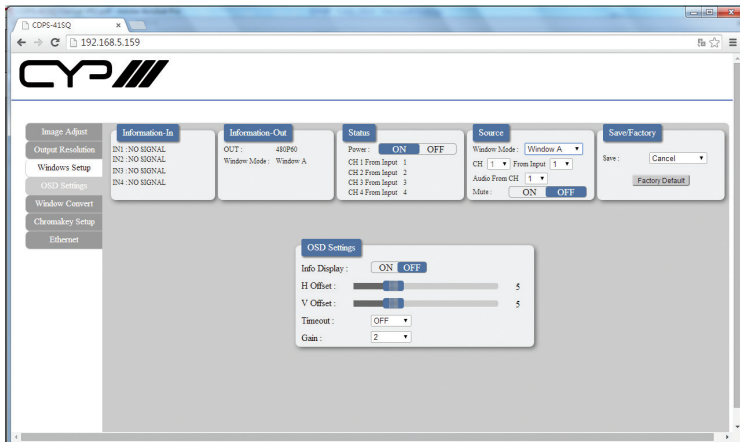 CDPS-41SQ
192.168.5.159
CYP
Image Adjust
Output Resolution
Windows Setup
OSD Settings
Window Convert
Chromakey Setup
Ethernet
Information-In
IN1 : NO SIGNAL
IN2 : NO SIGNAL
IN3 : NO SIGNAL
IN4 : NO SIGNAL
Information-Out
OUT : 480P60
Window Mode : Window A
Status
Power : ON OFF
CH 1 From Input 1
CH 2 From Input 2
CH 3 From Input 3
CH 4 From Input 4
Source
Window Mode : Window A
CH 1 From Input 1
Audio From CH 1
Mute : ON OFF
Save/Factory
Save : Cancel
Factory Default
OSD Settings
Info Display : ON OFF
H Offset : 5
V Offset : 5
Timeout : OFF
Gain : 2